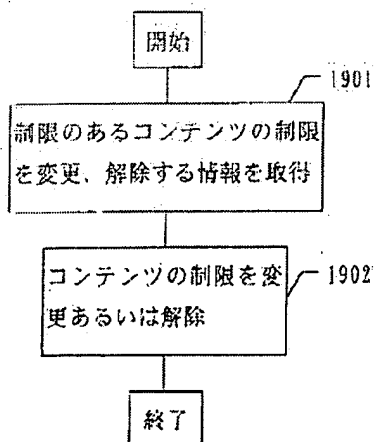 開始
1901
制限のあるコンテンツの制限
を変更、解除する情報を取得
コンテンツの制限を変
更あるいは解除
1902
終了